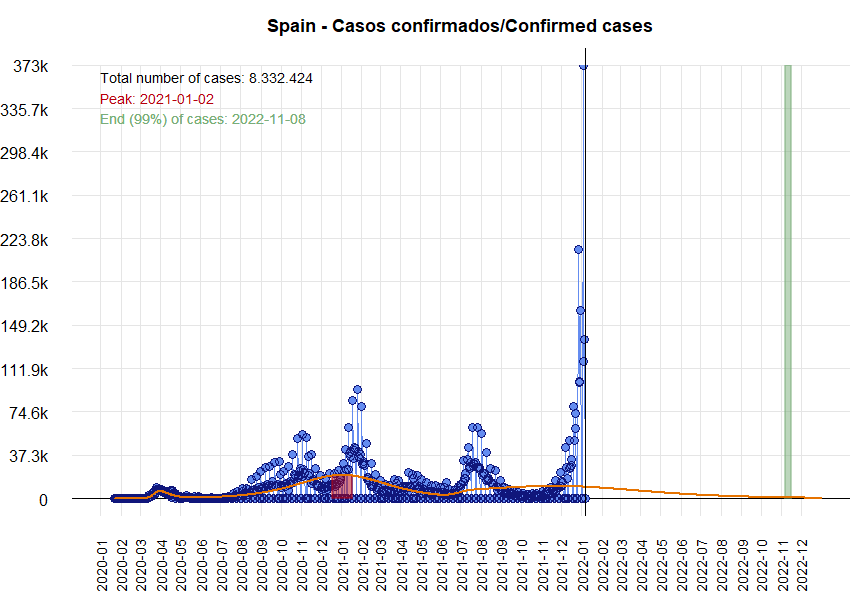 Spain - Casos confirmados/Confirmed cases
373k
335.7k
298.4k
261.1k
223.8k
186.5k
149.2k
111.9k
74.6k
37.3k
0
Total number of cases: 8.332.424
Peak: 2021-01-02
End (99%) of cases: 2022-11-08
2020-01
2020-02
2020-03
2020-04
2020-05
2020-06
2020-07
2020-08
2020-09
2020-10
2020-11
2020-12
2021-01
2021-02
2021-03
2021-04
2021-05
2021-06
2021-07
2021-08
2021-09
2021-10
2021-11
2021-12
2022-01
2022-02
2022-03
2022-04
2022-05
2022-06
2022-07
2022-08
2022-09
2022-10
2022-11
2022-12